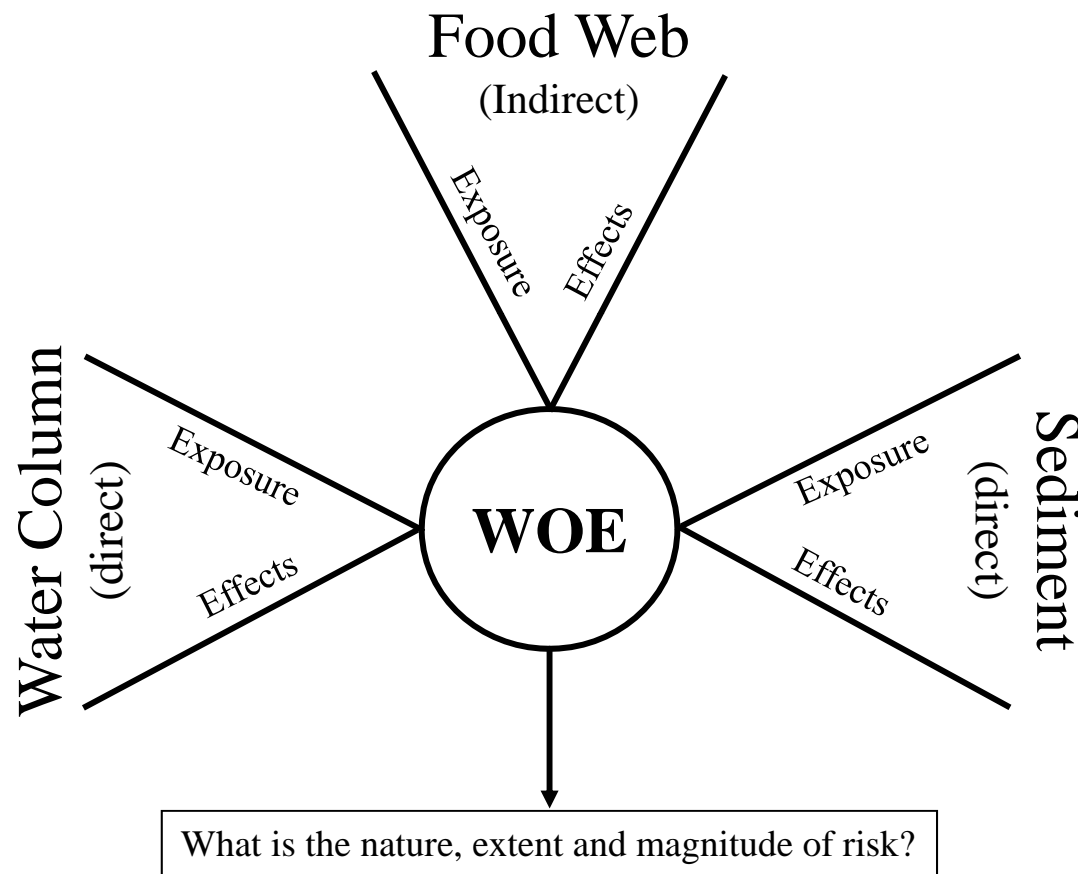 Food Web
(Indirect)
Exposure
Effects
Water Column
(direct)
Exposure
Effects
WOE
Exposure
Effects
Sediment
(direct)
What is the nature, extent and magnitude of risk?